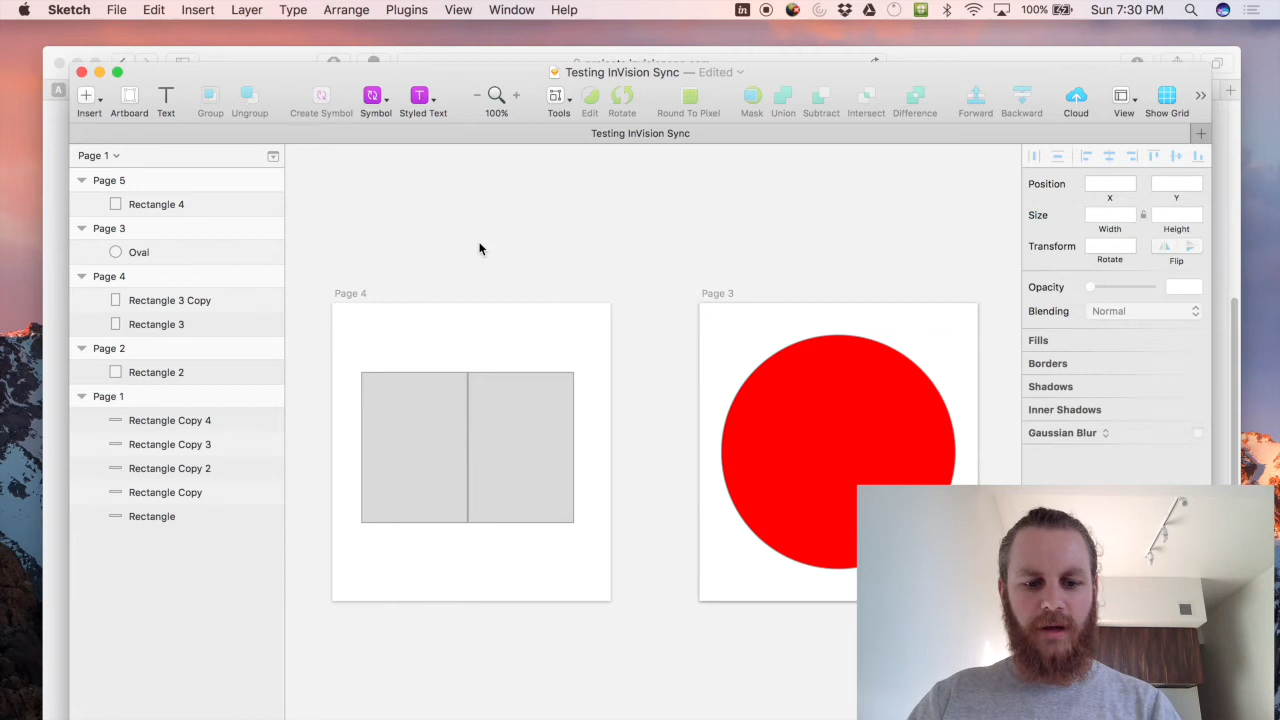 Sketch File Edit Insert Layer Type Arrange Plugins View Window Help
in 100% Sun 7:30 PM
Testing InVision Sync — Edited
A
Insert Artboard Text Group Ungroup Create Symbol Symbol Styled Text 100% Tools Edit Rotate Round To Pixel Mask Union Subtract Intersect Difference Forward Backward Cloud View Show Grid
Testing InVision Sync
Page 1
Page 5
Rectangle 4
Page 3
Oval
Page 4
Rectangle 3 Copy
Rectangle 3
Page 2
Rectangle 2
Page 1
Rectangle Copy 4
Rectangle Copy 3
Rectangle Copy 2
Rectangle Copy
Rectangle
Page 4
Page 3
Position
X Y
Size
Width Height
Transform
Rotate Flip
Opacity
Blending Normal
Fills
Borders
Shadows
Inner Shadows
Gaussian Blur